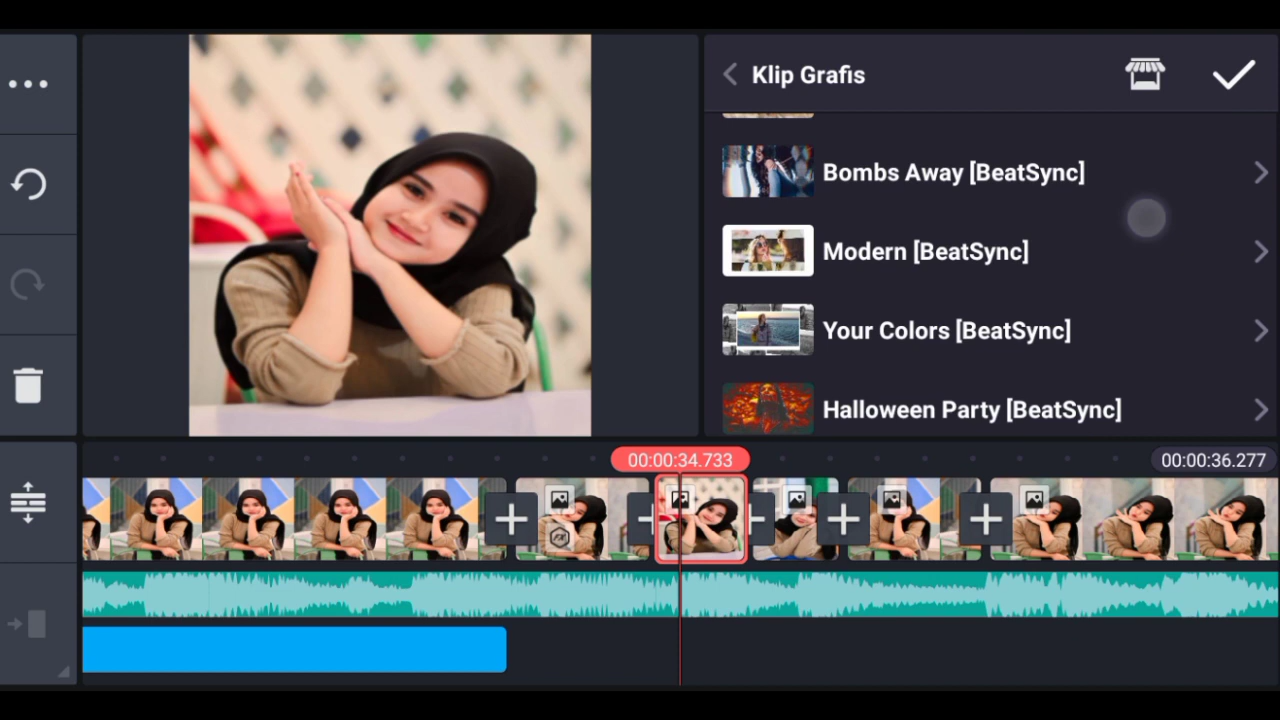 Klip Grafis
Bombs Away [BeatSync]
Modern [BeatSync]
Your Colors [BeatSync]
Halloween Party [BeatSync]
00:00:34.733
00:00:36.277